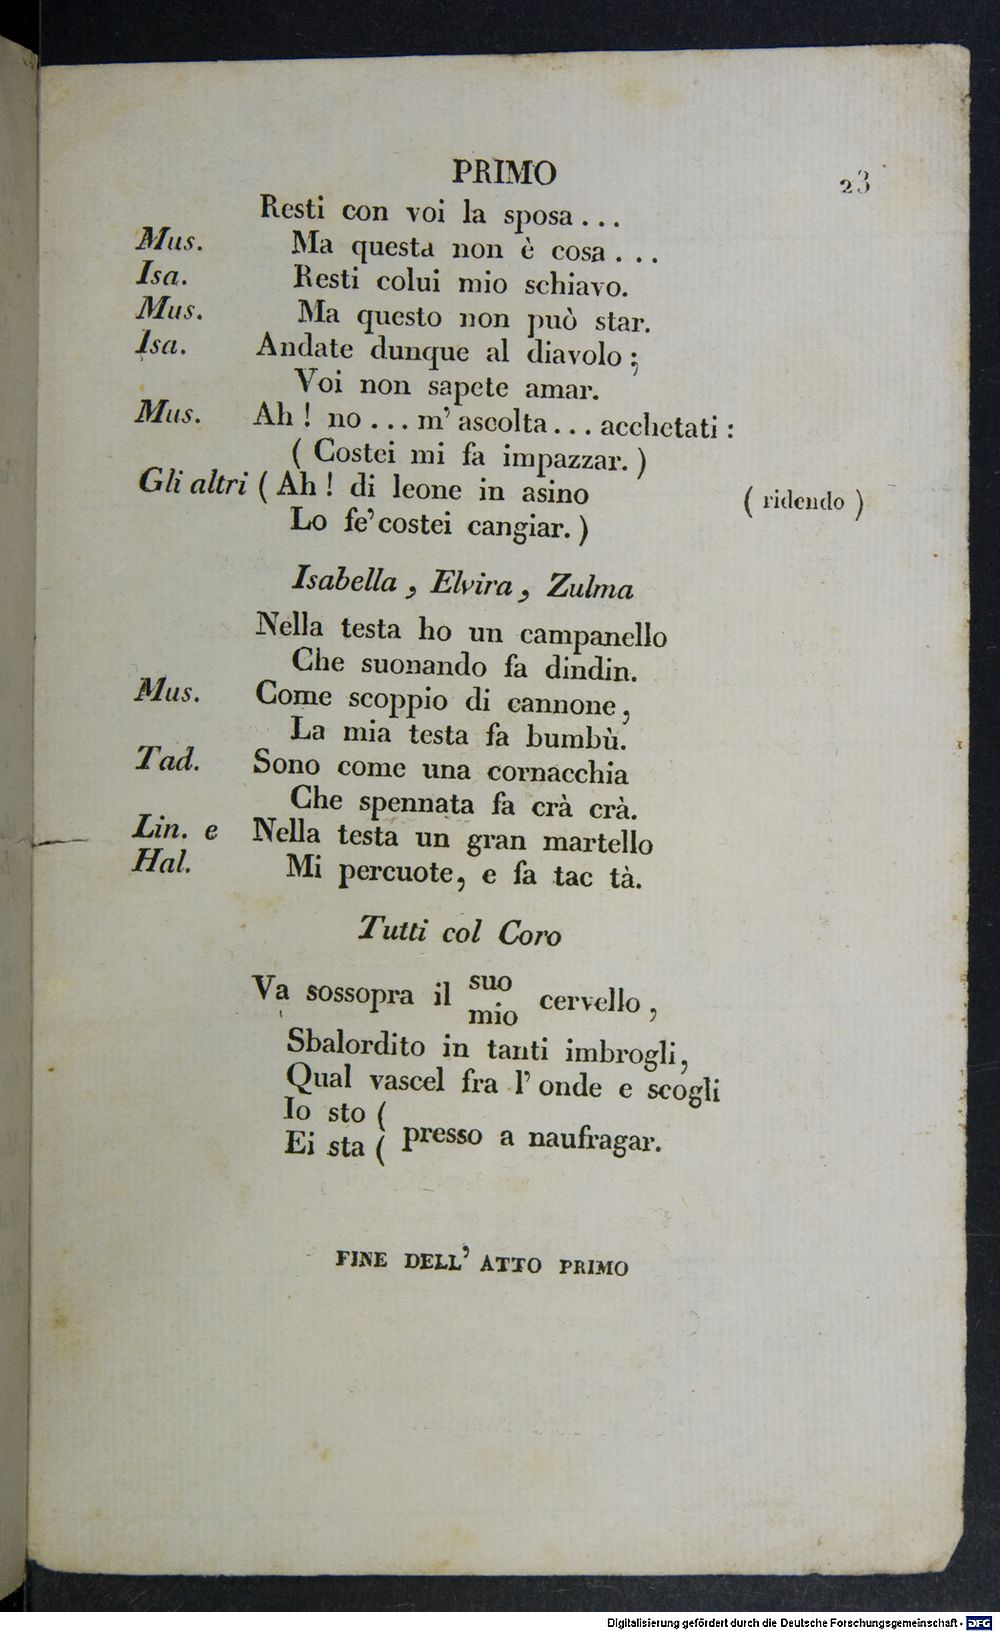 PRIMO 23
Resti con voi la sposa . . .
Mus. Ma questa non è cosa . . .
Isa. Resti colui mio schiavo.
Mus. Ma questo non può star.
Isa. Andate dunque al diavolo ;
Voi non sapete amar.
Mus. Ah ! no . . . m' ascolta . . . acchetati :
( Costei mi fa impazzar. )
Gli altri ( Ah ! di leone in asino ( ridendo )
Lo fe' costei cangiar. )
Isabella , Elvira , Zulma
Nella testa ho un campanello
Che suonando fa dindin.
Mus. Come scoppio di cannone ,
La mia testa fa bumbù.
Tad. Sono come una cornacchia
Che spennata fa crà crà.
Lin. e Nella testa un gran martello
Hal. Mi percuote, e fa tac tà.
Tutti col Coro
Va sossopra il suo cervello ,
mio
Sbalordito in tanti imbrogli,
Qual vascel fra l' onde e scogli
Io sto (
Ei sta ( presso a naufragar.
FINE DELL' ATTO PRIMO
Digitalisierung gefördert durch die Deutsche Forschungsgemeinschaft - DFG